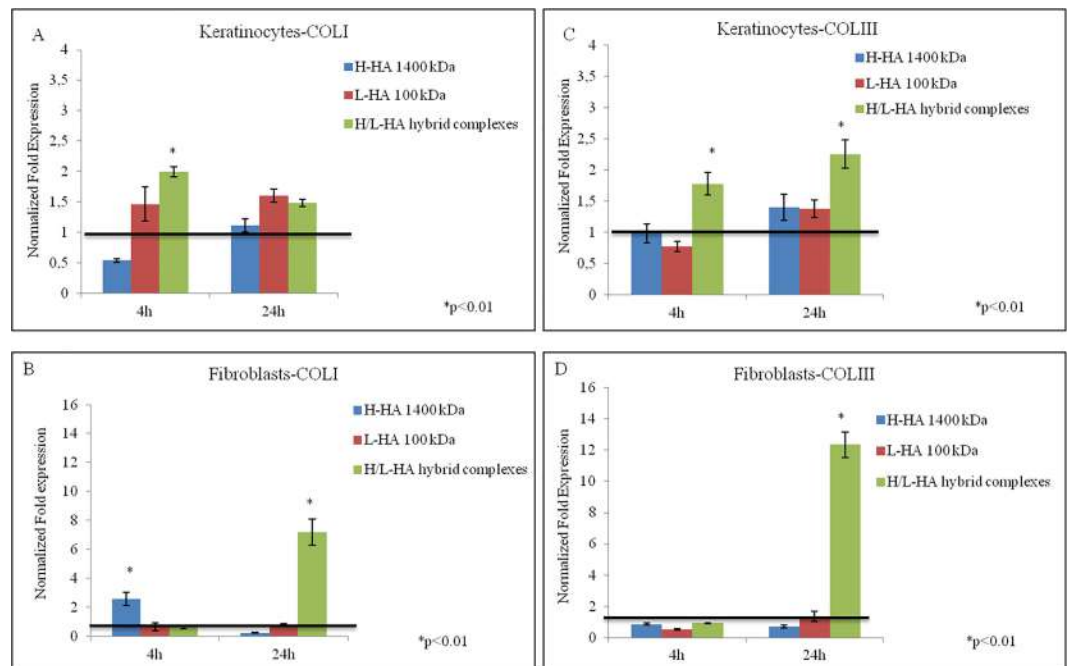 A
Keratinocytes-COLI
Normalized Fold Expression
4
3,5
3
2,5
2
1,5
1
0,5
0
H-HA 1400kDa
L-HA 100kDa
H/L-HA hybrid complexes
*
4h
24h
*p<0.01
C
Keratinocytes-COLIII
Normalized Fold Expression
4
3,5
3
2,5
2
1,5
1
0,5
0
H-HA 1400kDa
L-HA 100kDa
H/L-HA hybrid complexes
*
*
4h
24h
*p<0.01
B
Fibroblasts-COLI
Normalized Fold expression
16
14
12
10
8
6
4
2
0
H-HA 1400kDa
L-HA 100kDa
H/L-HA hybrid complexes
*
*
4h
24h
*p<0.01
D
Fibroblasts-COLIII
Normalized Fold Expression
16
14
12
10
8
6
4
2
0
H-HA 1400kDa
L-HA 100kDa
H/L-HA hybrid complexes
*
4h
24h
*p<0.01